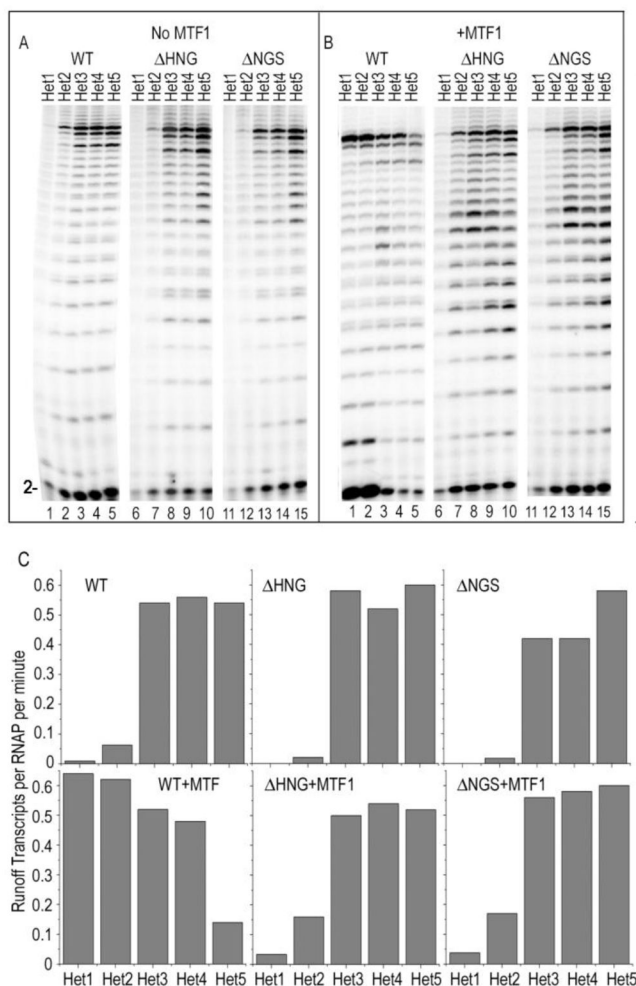 A No MTF1
WT ΔHNG ΔNGS
Het1 Het2 Het3 Het4 Het5 Het1 Het2 Het3 Het4 Het5 Het1 Het2 Het3 Het4 Het5
2-
1 2 3 4 5 6 7 8 9 10 11 12 13 14 15
B +MTF1
WT ΔHNG ΔNGS
Het1 Het2 Het3 Het4 Het5 Het1 Het2 Het3 Het4 Het5 Het1 Het2 Het3 Het4 Het5
1 2 3 4 5 6 7 8 9 10 11 12 13 14 15
C
Runoff Transcripts per RNAP per minute
WT ΔHNG ΔNGS
0.6
0.5
0.4
0.3
0.2
0.1
0
WT+MTF ΔHNG+MTF1 ΔNGS+MTF1
0.6
0.5
0.4
0.3
0.2
0.1
0
Het1 Het2 Het3 Het4 Het5 Het1 Het2 Het3 Het4 Het5 Het1 Het2 Het3 Het4 Het5